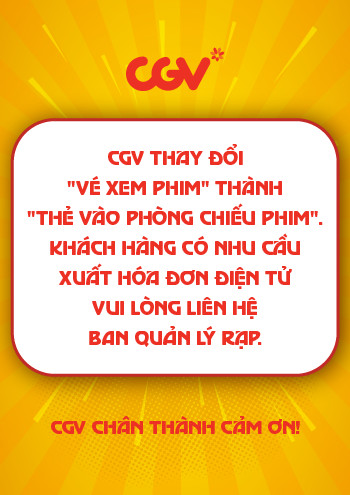 CGV*
CGV THAY ĐỔI
"VÉ XEM PHIM" THÀNH
"THẺ VÀO PHÒNG CHIẾU PHIM".
KHÁCH HÀNG CÓ NHU CẦU
XUẤT HÓA ĐƠN ĐIỆN TỬ
VUI LÒNG LIÊN HỆ
BAN QUẢN LÝ RẠP.
CGV CHÂN THÀNH CẢM ƠN!